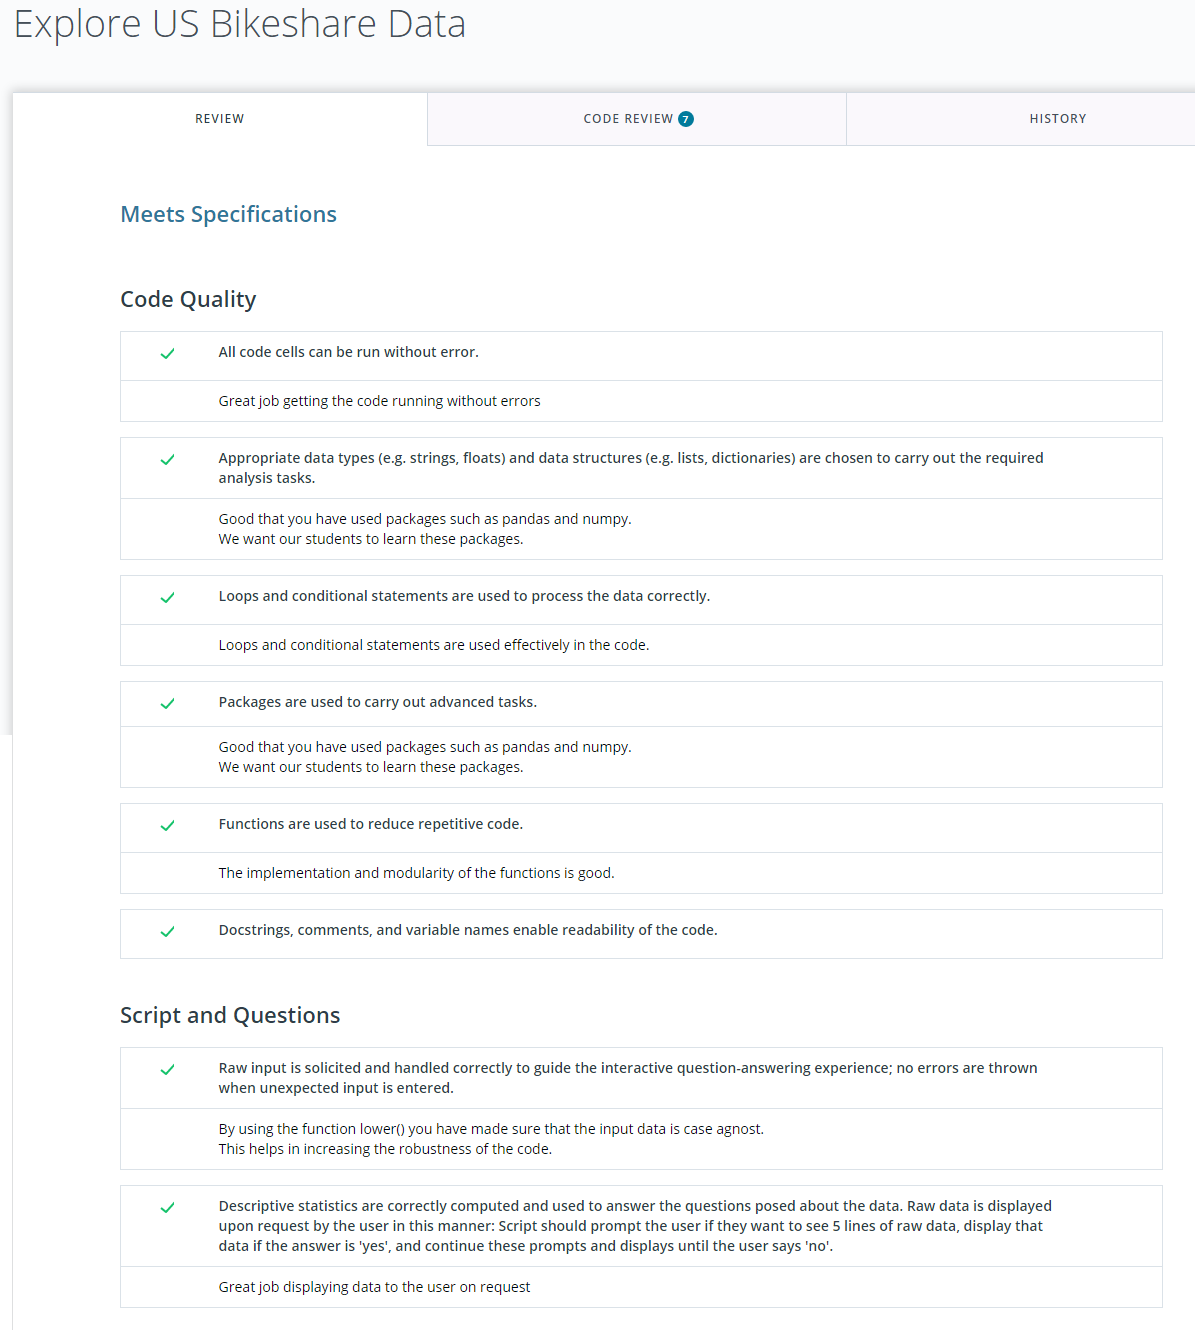 Explore US Bikeshare Data
REVIEW
CODE REVIEW 7
HISTORY
Meets Specifications
Code Quality
All code cells can be run without error.
Great job getting the code running without errors
Appropriate data types (e.g. strings, floats) and data structures (e.g. lists, dictionaries) are chosen to carry out the required
analysis tasks.
Good that you have used packages such as pandas and numpy.
We want our students to learn these packages.
Loops and conditional statements are used to process the data correctly.
Loops and conditional statements are used effectively in the code.
Packages are used to carry out advanced tasks.
Good that you have used packages such as pandas and numpy.
We want our students to learn these packages.
Functions are used to reduce repetitive code.
The implementation and modularity of the functions is good.
Docstrings, comments, and variable names enable readability of the code.
Script and Questions
Raw input is solicited and handled correctly to guide the interactive question-answering experience; no errors are thrown
when unexpected input is entered.
By using the function lower() you have made sure that the input data is case agnost.
This helps in increasing the robustness of the code.
Descriptive statistics are correctly computed and used to answer the questions posed about the data. Raw data is displayed
upon request by the user in this manner: Script should prompt the user if they want to see 5 lines of raw data, display that
data if the answer is 'yes', and continue these prompts and displays until the user says 'no'.
Great job displaying data to the user on request